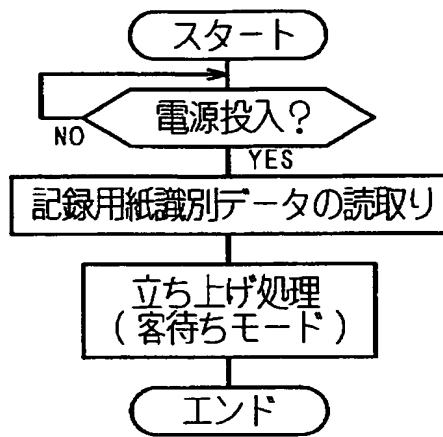 スタート
電源投入?
NO
YES
記録用紙識別データの読取り
立ち上げ処理
(客待ちモード)
エンド